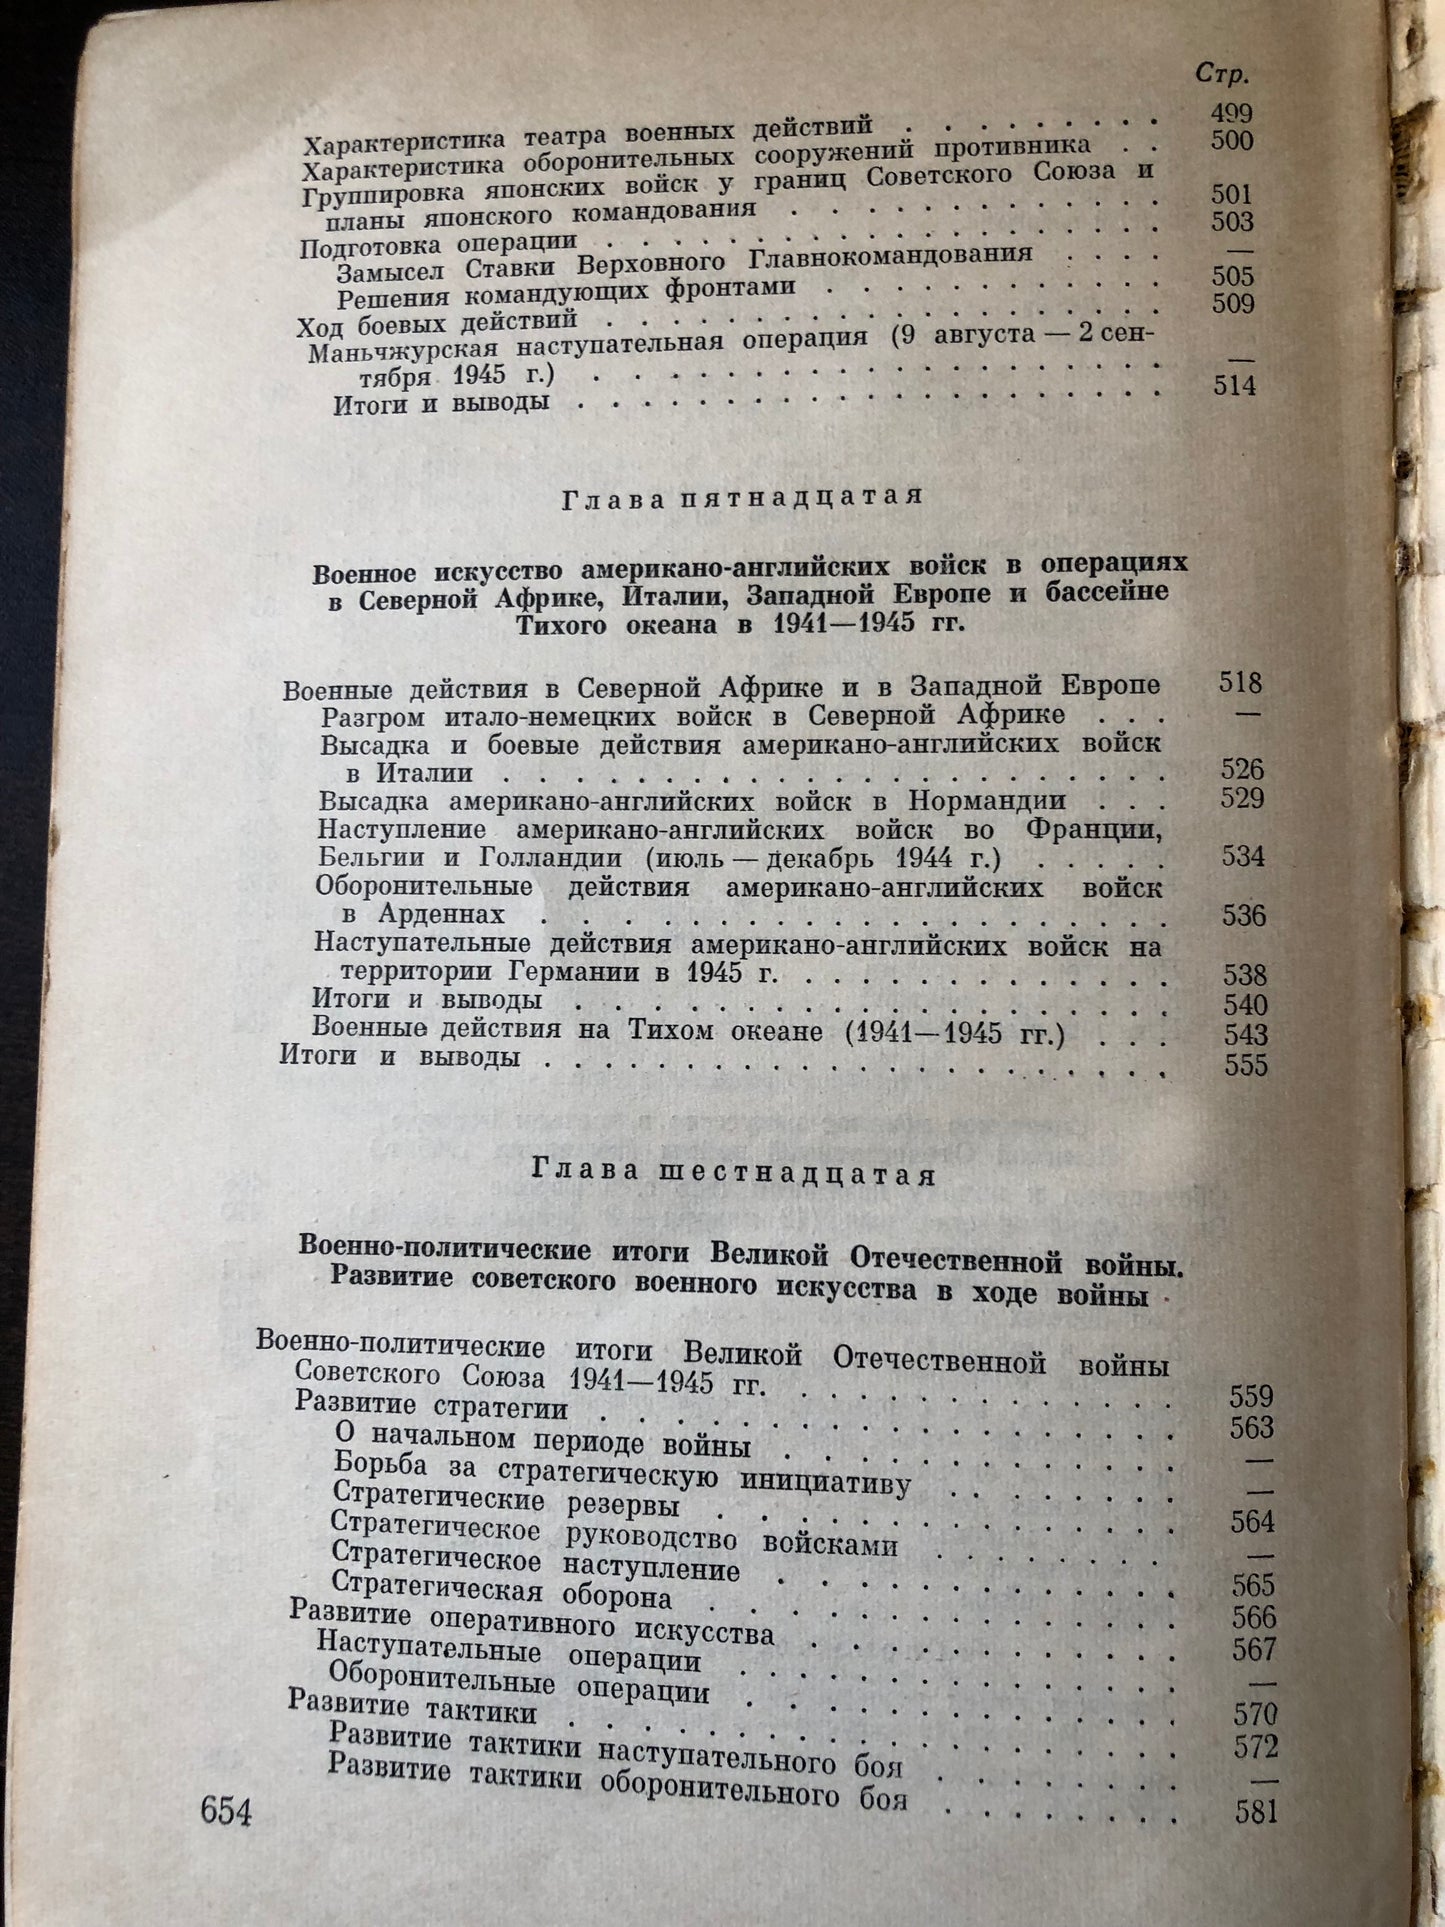 Стр.
Характеристика театра военных действий . . . . . . . . . 499
Характеристика оборонительных сооружений противника . . 500
Группировка японских войск у границ Советского Союза и
планы японского командования . . . . . . . . . . . . . 501
Подготовка операции . . . . . . . . . . . . . . . . . . . 503
Замысел Ставки Верховного Главнокомандования . . . . —
Решения командующих фронтами . . . . . . . . . . . . 505
Ход боевых действий . . . . . . . . . . . . . . . . . . . 509
Маньчжурская наступательная операция (9 августа — 2 сен-
тября 1945 г.) . . . . . . . . . . . . . . . . . . . . —
Итоги и выводы . . . . . . . . . . . . . . . . . . . . 514
Глава пятнадцатая
Военное искусство американо-английских войск в операциях
в Северной Африке, Италии, Западной Европе и бассейне
Тихого океана в 1941—1945 гг.
Военные действия в Северной Африке и в Западной Европе 518
Разгром итало-немецких войск в Северной Африке . . . —
Высадка и боевые действия американо-английских войск
в Италии . . . . . . . . . . . . . . . . . . . . . . . 526
Высадка американо-английских войск в Нормандии . . . 529
Наступление американо-английских войск во Франции,
Бельгии и Голландии (июль — декабрь 1944 г.) . . . . . 534
Оборонительные действия американо-английских войск
в Арденнах . . . . . . . . . . . . . . . . . . . . . . 536
Наступательные действия американо-английских войск на
территории Германии в 1945 г. . . . . . . . . . . . . . 538
Итоги и выводы . . . . . . . . . . . . . . . . . . . . 540
Военные действия на Тихом океане (1941—1945 гг.) . . . 543
Итоги и выводы . . . . . . . . . . . . . . . . . . . . . . 555
Глава шестнадцатая
Военно-политические итоги Великой Отечественной войны.
Развитие советского военного искусства в ходе войны
Военно-политические итоги Великой Отечественной войны
Советского Союза 1941—1945 гг. . . . . . . . . . . . . . 559
Развитие стратегии . . . . . . . . . . . . . . . . . . . . 563
О начальном периоде войны . . . . . . . . . . . . . . —
Борьба за стратегическую инициативу . . . . . . . . —
Стратегические резервы . . . . . . . . . . . . . . . . 564
Стратегическое руководство войсками . . . . . . . . —
Стратегическое наступление . . . . . . . . . . . . . . 565
Стратегическая оборона . . . . . . . . . . . . . . . . 566
Развитие оперативного искусства . . . . . . . . . . . . . 567
Наступательные операции . . . . . . . . . . . . . . . —
Оборонительные операции . . . . . . . . . . . . . . . 570
Развитие тактики . . . . . . . . . . . . . . . . . . . . . 572
Развитие тактики наступательного боя . . . . . . . . —
Развитие тактики оборонительного боя . . . . . . . . 581
654